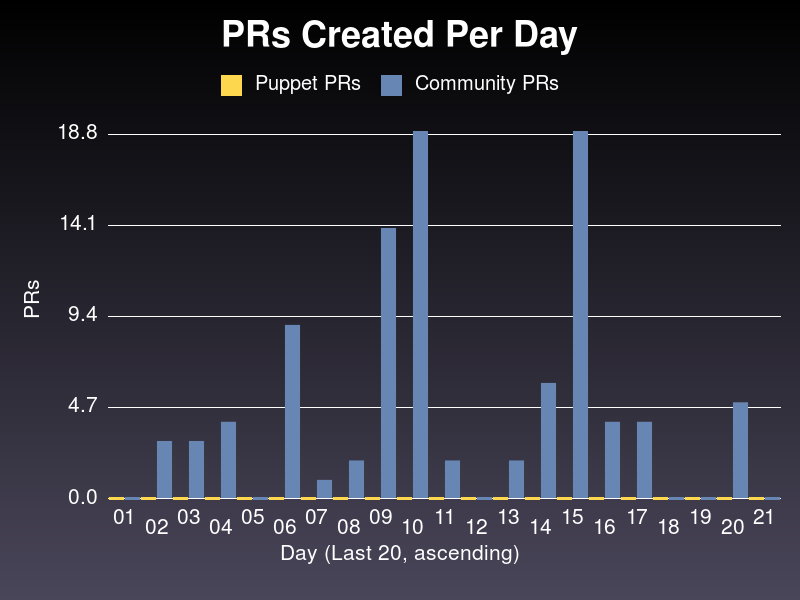 PRs Created Per Day
Puppet PRs Community PRs
18.8
14.1
9.4
4.7
0.0
PRs
01 02 03 04 05 06 07 08 09 10 11 12 13 14 15 16 17 18 19 20 21
Day (Last 20, ascending)